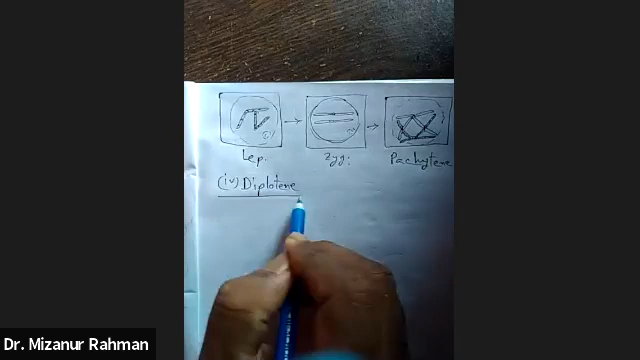 Lep. Zyg: Pachytene
(iv) Diplotene
Dr. Mizanur Rahman